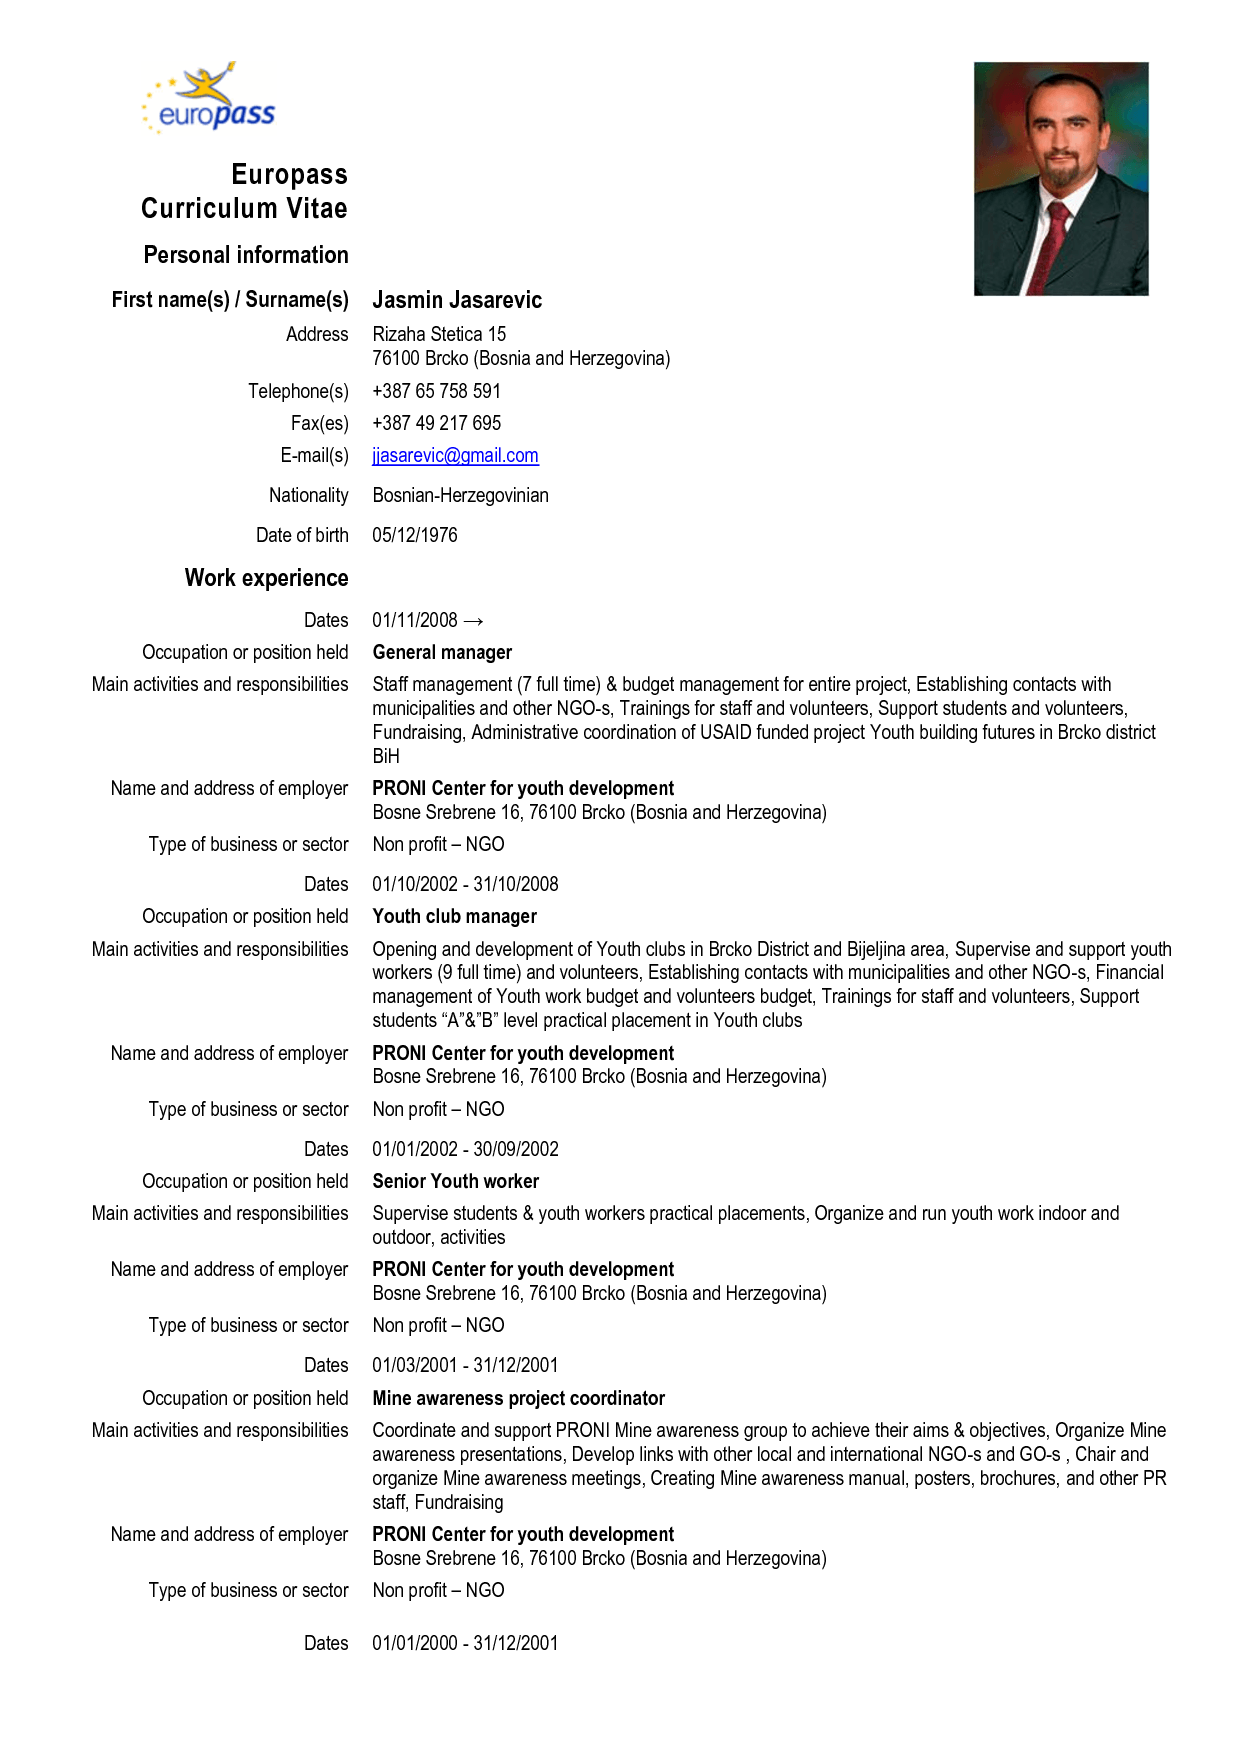 europass
Europass
Curriculum Vitae
Personal information
First name(s) / Surname(s) Jasmin Jasarevic
Address Rizaha Stetica 15
76100 Brcko (Bosnia and Herzegovina)
Telephone(s) +387 65 758 591
Fax(es) +387 49 217 695
E-mail(s) jjasarevic@gmail.com
Nationality Bosnian-Herzegovinian
Date of birth 05/12/1976
Work experience
Dates 01/11/2008 →
Occupation or position held General manager
Main activities and responsibilities Staff management (7 full time) & budget management for entire project, Establishing contacts with
municipalities and other NGO-s, Trainings for staff and volunteers, Support students and volunteers,
Fundraising, Administrative coordination of USAID funded project Youth building futures in Brcko district
BiH
Name and address of employer PRONI Center for youth development
Bosne Srebrene 16, 76100 Brcko (Bosnia and Herzegovina)
Type of business or sector Non profit – NGO
Dates 01/10/2002 - 31/10/2008
Occupation or position held Youth club manager
Main activities and responsibilities Opening and development of Youth clubs in Brcko District and Bijeljina area, Supervise and support youth
workers (9 full time) and volunteers, Establishing contacts with municipalities and other NGO-s, Financial
management of Youth work budget and volunteers budget, Trainings for staff and volunteers, Support
students “A”&”B” level practical placement in Youth clubs
Name and address of employer PRONI Center for youth development
Bosne Srebrene 16, 76100 Brcko (Bosnia and Herzegovina)
Type of business or sector Non profit – NGO
Dates 01/01/2002 - 30/09/2002
Occupation or position held Senior Youth worker
Main activities and responsibilities Supervise students & youth workers practical placements, Organize and run youth work indoor and
outdoor, activities
Name and address of employer PRONI Center for youth development
Bosne Srebrene 16, 76100 Brcko (Bosnia and Herzegovina)
Type of business or sector Non profit – NGO
Dates 01/03/2001 - 31/12/2001
Occupation or position held Mine awareness project coordinator
Main activities and responsibilities Coordinate and support PRONI Mine awareness group to achieve their aims & objectives, Organize Mine
awareness presentations, Develop links with other local and international NGO-s and GO-s , Chair and
organize Mine awareness meetings, Creating Mine awareness manual, posters, brochures, and other PR
staff, Fundraising
Name and address of employer PRONI Center for youth development
Bosne Srebrene 16, 76100 Brcko (Bosnia and Herzegovina)
Type of business or sector Non profit – NGO
Dates 01/01/2000 - 31/12/2001